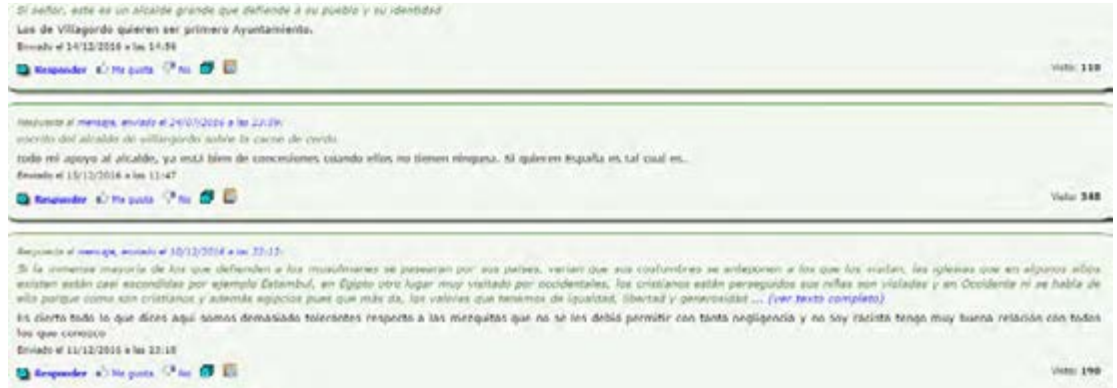 Si señor, este es un alcalde grande que defiende a su pueblo y su identidad
Los de Villagordo quieren ser primero Ayuntamiento.
Enviado el 14/12/2016 a las 14:56
Responder Me gusta No Visto: 110
Respuesta al mensaje, enviado el 24/07/2016 a las 23:09:
escrito del alcalde de villargordo sobre la carne de cerdo
todo mi apoyo al alcalde, ya está bien de concesiones cuando ellos no tienen ninguna. Si quieren España es tal cual es..
Enviado el 13/12/2016 a las 11:47
Responder Me gusta No Visto: 348
Respuesta al mensaje, enviado el 10/12/2016 a las 22:15:
Si la inmensa mayoría de los que defienden a los musulmanes se pasearan por sus países, verían que sus costumbres se anteponen a los que los visitan, las iglesias que en algunos sitios
existen están casi escondidas por ejemplo Estambul, en Egipto otro lugar muy visitado por occidentales, los cristianos están perseguidos sus niñas son violadas y en Occidente ni se habla de
ello porque como son cristianos y además egipcios pues que más da, los valores que tenemos de igualdad, libertad y generosidad ... (ver texto completo)
Es cierto todo lo que dices aquí somos demasiado tolerantes respecto a las mezquitas que no se les debió permitir con tanta negligencia y no soy racista tengo muy buena relación con todos
los que conozco
Enviado el 11/12/2016 a las 23:18
Responder Me gusta No Visto: 190